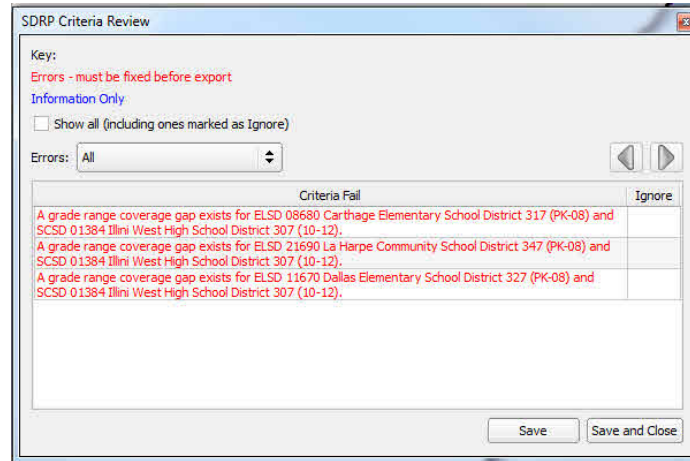 SDRP Criteria Review
Key:
Errors - must be fixed before export
Information Only
Show all (including ones marked as Ignore)
Errors: All
Criteria Fail Ignore
A grade range coverage gap exists for ELSD 08680 Carthage Elementary School District 317 (PK-08) and
SCSD 01384 Illini West High School District 307 (10-12).
A grade range coverage gap exists for ELSD 21690 La Harpe Community School District 347 (PK-08) and
SCSD 01384 Illini West High School District 307 (10-12).
A grade range coverage gap exists for ELSD 11670 Dallas Elementary School District 327 (PK-08) and
SCSD 01384 Illini West High School District 307 (10-12).
Save Save and Close